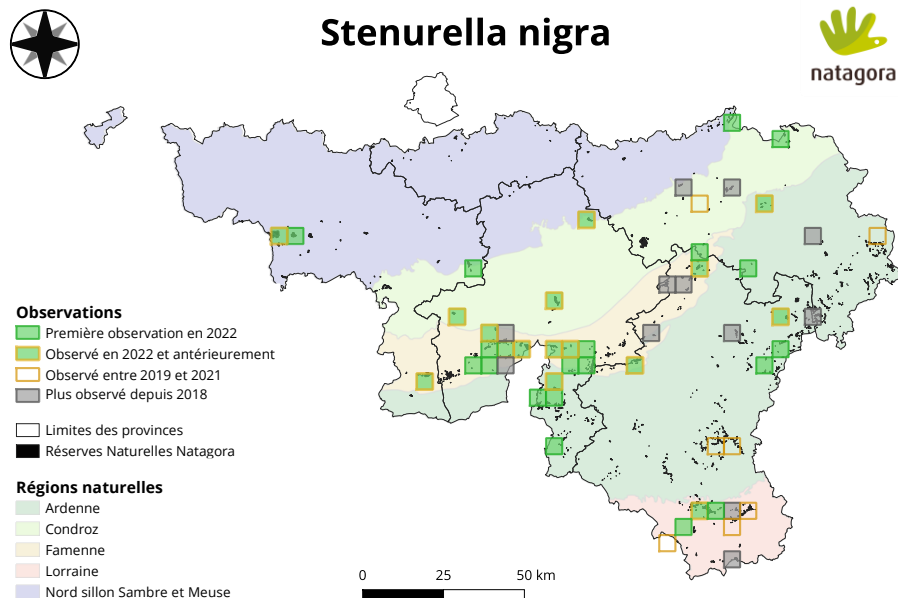 Stenurella nigra
natagora
Observations
Première observation en 2022
Observé en 2022 et antérieurement
Observé entre 2019 et 2021
Plus observé depuis 2018
Limites des provinces
Réserves Naturelles Natagora
Régions naturelles
Ardenne
Condroz
Famenne
Lorraine
Nord sillon Sambre et Meuse
0 25 50 km